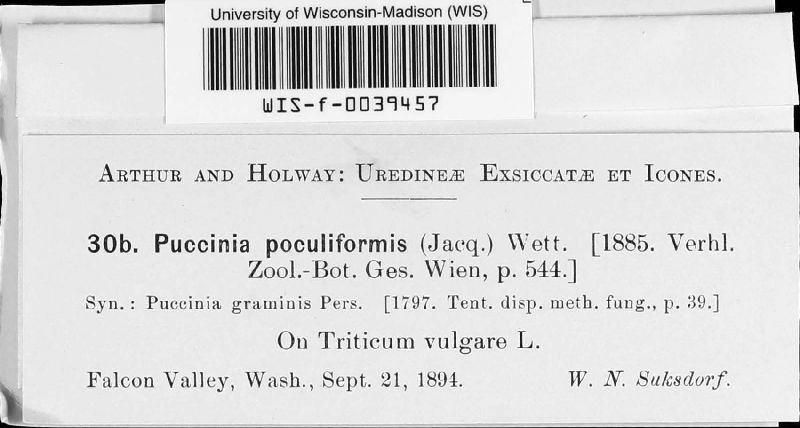 University of Wisconsin-Madison (WIS)
WIS-f-0039457
ARTHUR AND HOLWAY: UREDINEÆ EXSICCATÆ ET ICONES.
30b. Puccinia poculiformis (Jacq.) Wett. [1885. Verhl.
Zool.-Bot. Ges. Wien, p. 544.]
Syn.: Puccinia graminis Pers. [1797. Tent. disp. meth. fung., p. 39.]
On Triticum vulgare L.
Falcon Valley, Wash., Sept. 21, 1894. W. N. Suksdorf.